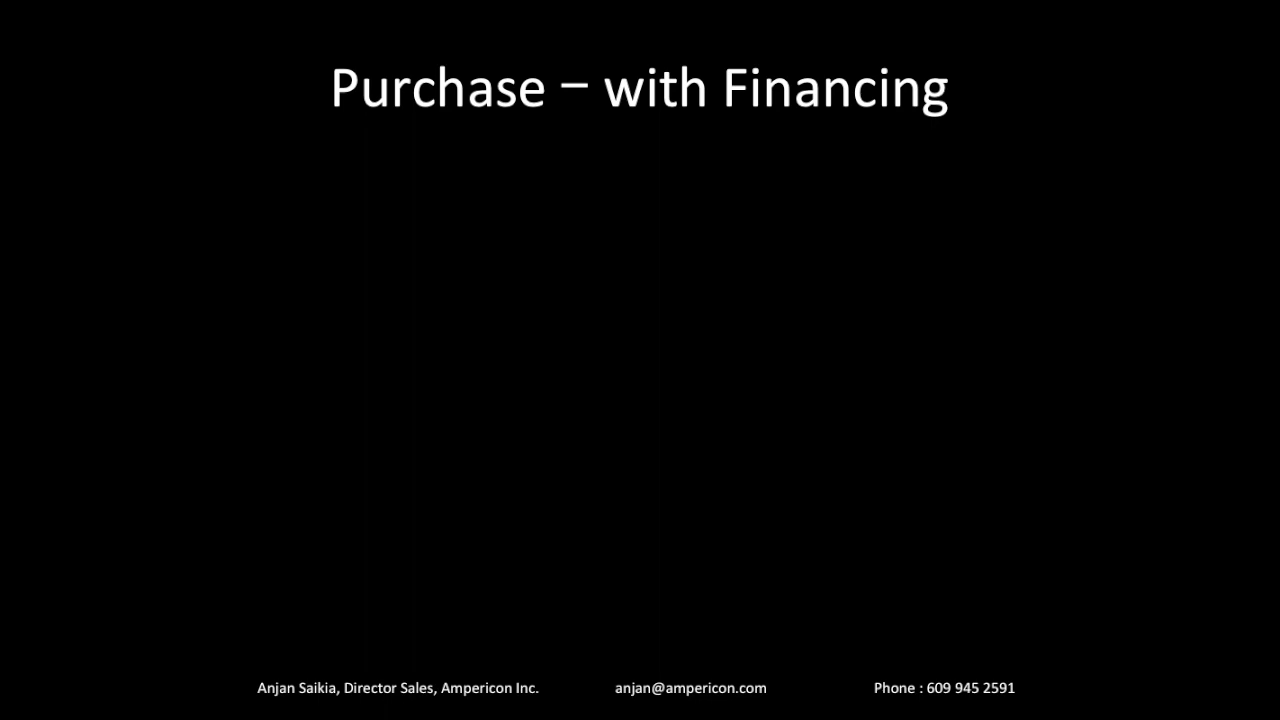 Purchase – with Financing
Anjan Saikia, Director Sales, Ampericon Inc. anjan@ampericon.com Phone : 609 945 2591